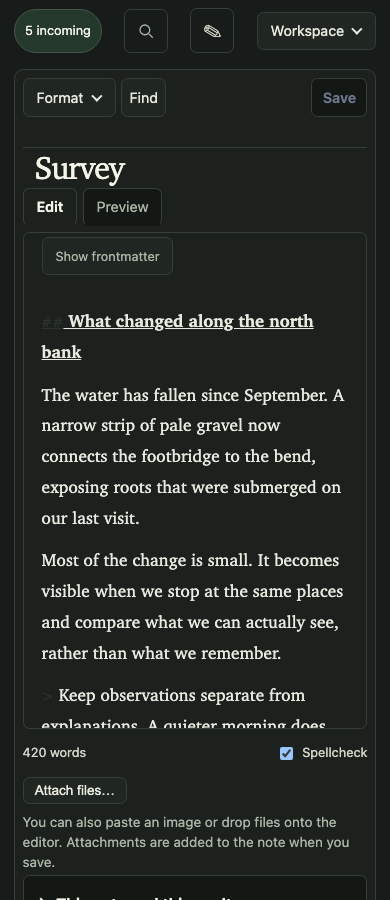 5 incoming
Workspace
Format
Find
Save
Survey
Edit
Preview
Show frontmatter
## What changed along the north
bank
The water has fallen since September. A
narrow strip of pale gravel now
connects the footbridge to the bend,
exposing roots that were submerged on
our last visit.
Most of the change is small. It becomes
visible when we stop at the same places
and compare what we can actually see,
rather than what we remember.
> Keep observations separate from
explanations. A quieter morning does
420 words
Spellcheck
Attach files...
You can also paste an image or drop files onto the
editor. Attachments are added to the note when you
save.